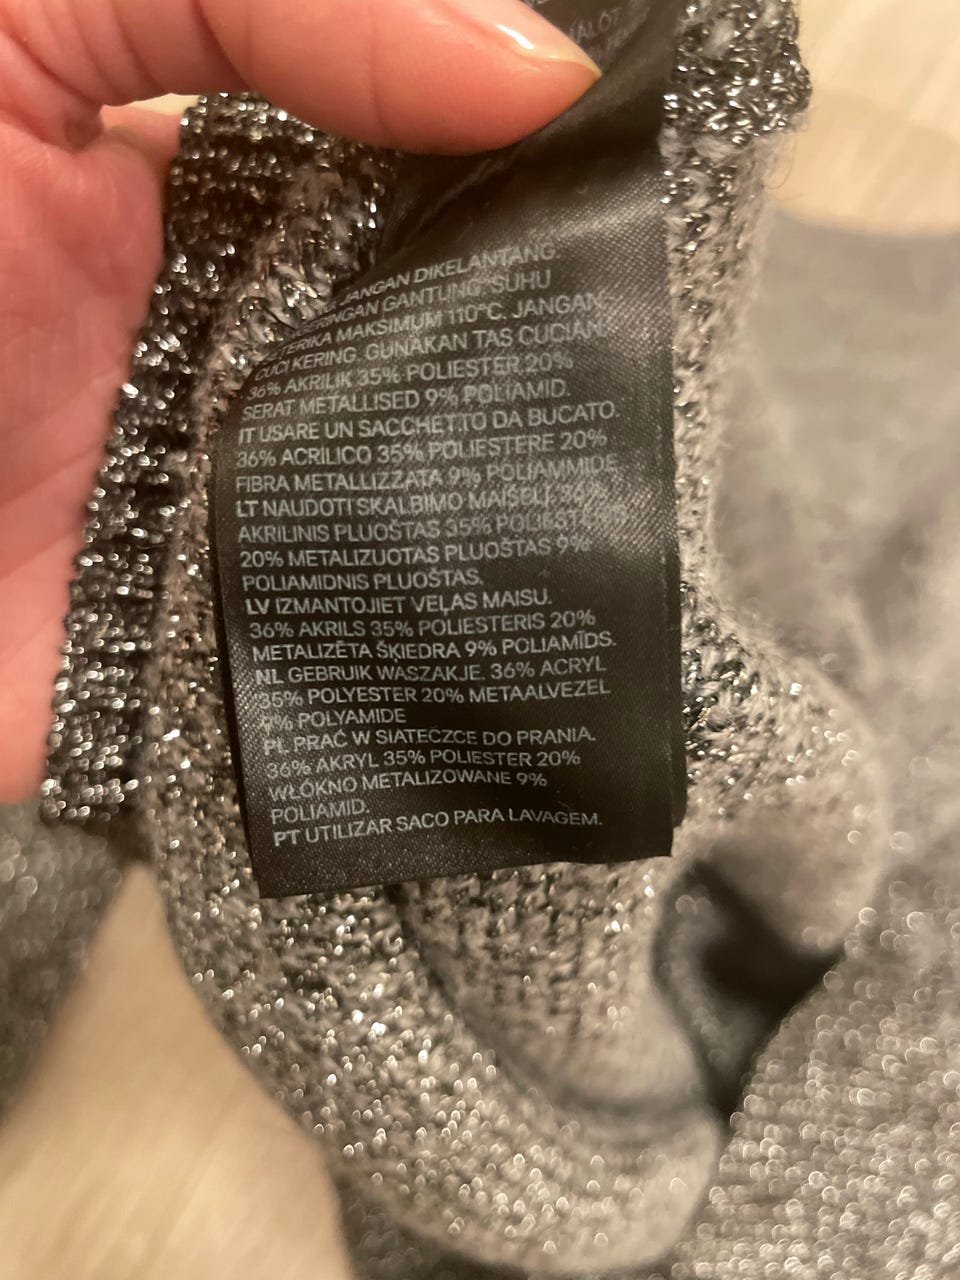 JANGAN DIKELANTANG.
KERINGAN GANTUNG. SUHU
SETERIKA MAKSIMUM 110°C. JANGAN
CUCI KERING. GUNAKAN TAS CUCIAN.
36% AKRILIK 35% POLIESTER 20%
SERAT METALLISED 9% POLIAMID.
IT USARE UN SACCHETTO DA BUCATO.
36% ACRILICO 35% POLIESTERE 20%
FIBRA METALLIZZATA 9% POLIAMMIDE
LT NAUDOTI SKALBIMO MAIŠELĮ. 36%
AKRILINIS PLUOŠTAS 35% POLIESTERIS
20% METALIZUOTAS PLUOŠTAS 9%
POLIAMIDNIS PLUOŠTAS.
LV IZMANTOJIET VEĻAS MAISU.
36% AKRILS 35% POLIESTERIS 20%
METALIZĒTA ŠĶIEDRA 9% POLIAMĪDS.
NL GEBRUIK WASZAKJE. 36% ACRYL
35% POLYESTER 20% METAALVEZEL
9% POLYAMIDE
PL PRAĆ W SIATECZCE DO PRANIA.
36% AKRYL 35% POLIESTER 20%
WŁÓKNO METALIZOWANE 9%
POLIAMID.
PT UTILIZAR SACO PARA LAVAGEM.